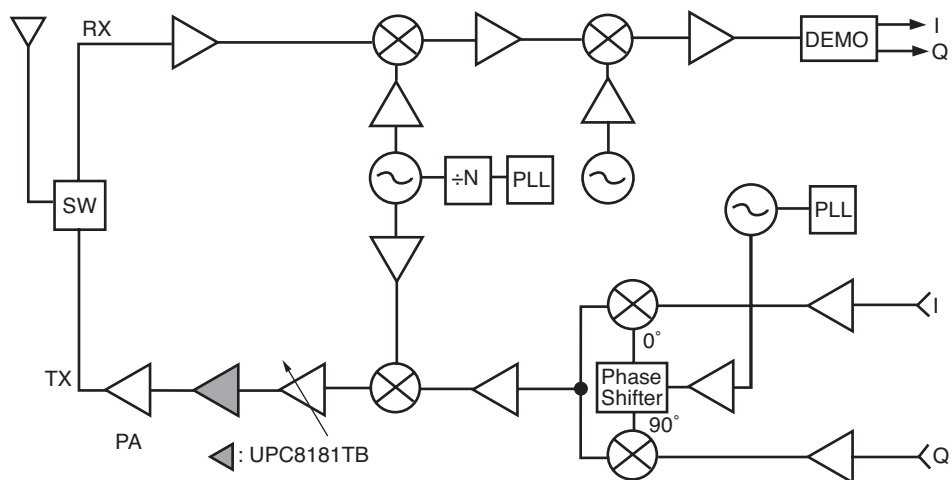 RX
DEMO
I
Q
SW
÷N
PLL
PLL
I
0°
TX
Phase
Shifter
90°
PA
: UPC8181TB
Q